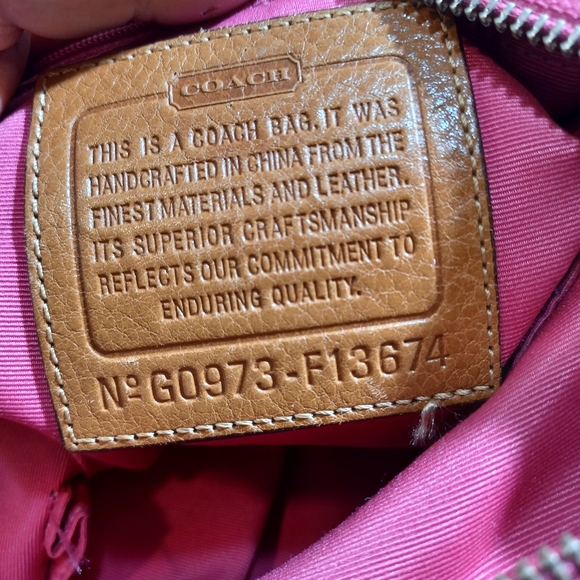 COACH
THIS IS A COACH BAG. IT WAS
HANDCRAFTED IN CHINA FROM THE
FINEST MATERIALS AND LEATHER.
ITS SUPERIOR CRAFTSMANSHIP
REFLECTS OUR COMMITMENT TO
ENDURING QUALITY.
Nº G0973-F13674